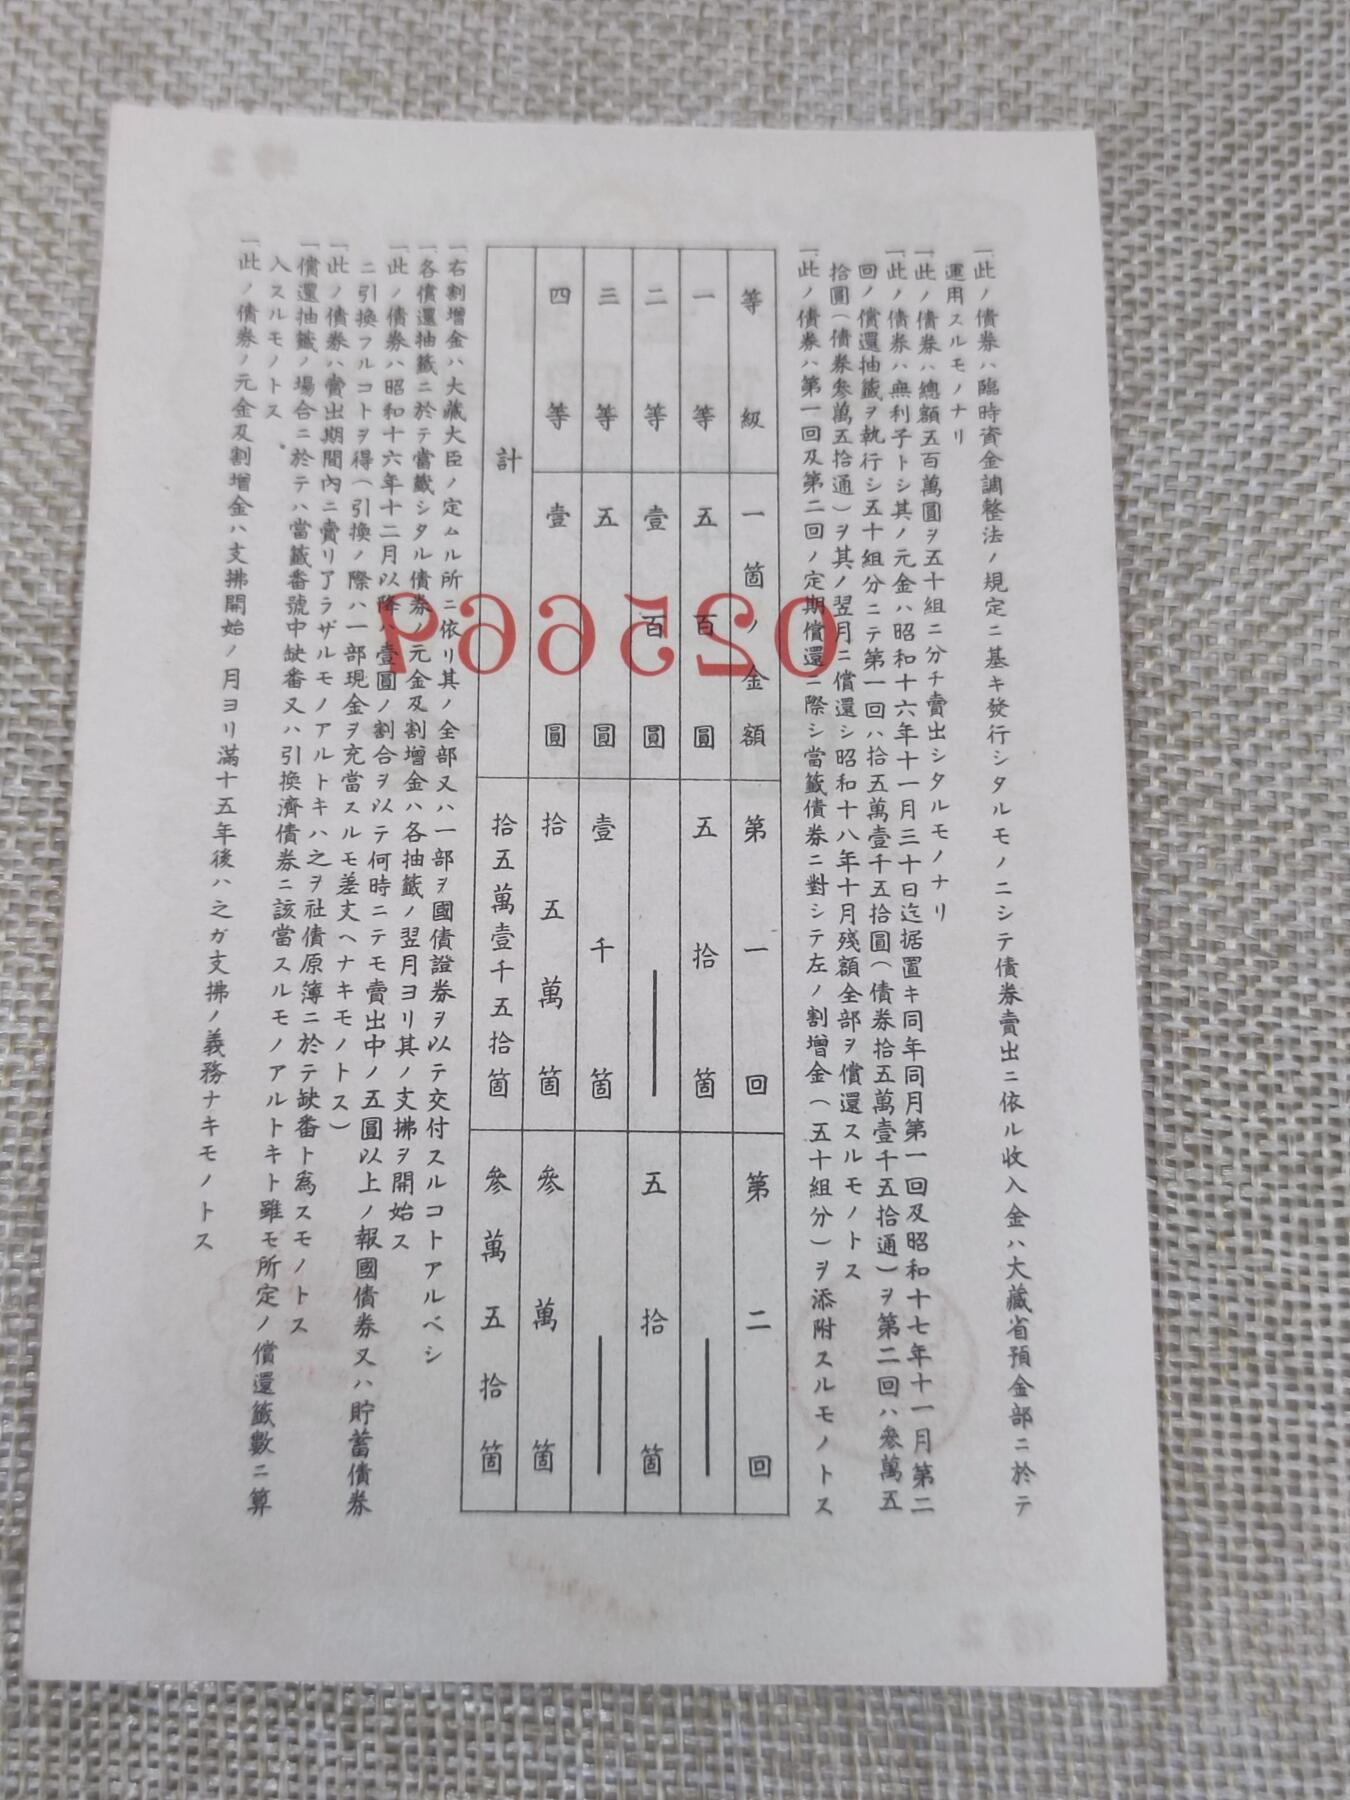 一、此ノ債券ハ臨時資金調整法ノ規定ニ基キ發行シタルモノニシテ債券賣出ニ依ル收入金ハ大藏省預金部ニ於テ
運用スルモノナリ
一、此ノ債券ハ總額五百萬圓ヲ五十組ニ分チ賣出シタルモノナリ
一、此ノ債券ハ無利子トシ其ノ元金ハ昭和十六年十一月三十日迄据置キ同年同月第一回及昭和十七年十一月第二
回ノ償還抽籤ヲ執行シ五十組分ニテ第一回ハ拾五萬壹千五拾圓(債券拾五萬壹千五拾通)ヲ第二回ハ參萬五
拾圓(債券參萬五拾通)ヲ其ノ翌月ニ償還シ昭和十八年十月殘額全部ヲ償還スルモノトス
一、此ノ債券ハ第一回及第二回ノ定期償還ニ際シ當籤債券ニ對シテ左ノ割增金(五十組分)ヲ添附スルモノトス
等級 一箇ノ金額 第一回 第二回
一等 五百圓 五拾箇 ―
二等 壹百圓 ― 五拾箇
三等 五圓 壹千箇 ―
四等 壹圓 拾五萬箇 參萬箇
計 拾五萬壹千五拾箇 參萬五拾箇
一、右割增金ハ大藏大臣ノ定ムル所ニ依リ其ノ全部又ハ一部ヲ國債證券ヲ以テ交付スルコトアルベシ
一、各償還抽籤ニ於テ當籤シタル債券ノ元金及割增金ハ各抽籤ノ翌月ヨリ其ノ支拂ヲ開始ス
一、此ノ債券ハ昭和十六年十二月以降ハ壹圓ノ割合ヲ以テ何時ニテモ賣出中ノ五圓以上ノ報國債券又ハ貯蓄債券
ニ引換フルコトヲ得(引換ノ際ハ一部現金ヲ充當スルモ差支ヘナキモノトス)
一、此ノ債券ハ賣出期間內ニ賣リアラザルモノアルトキハ之ヲ社債原簿ニ於テ缺番ト爲スモノトス
一、償還抽籤ノ場合ニ於テハ當籤番號中缺番又ハ引換濟債券ニ該當スルモノアルトキト雖モ所定ノ償還籤數ニ算
入スルモノトス
一、此ノ債券ノ元金及割增金ハ支拂開始ノ月ヨリ滿十五年後ハ之ガ支拂ノ義務ナキモノトス
025669